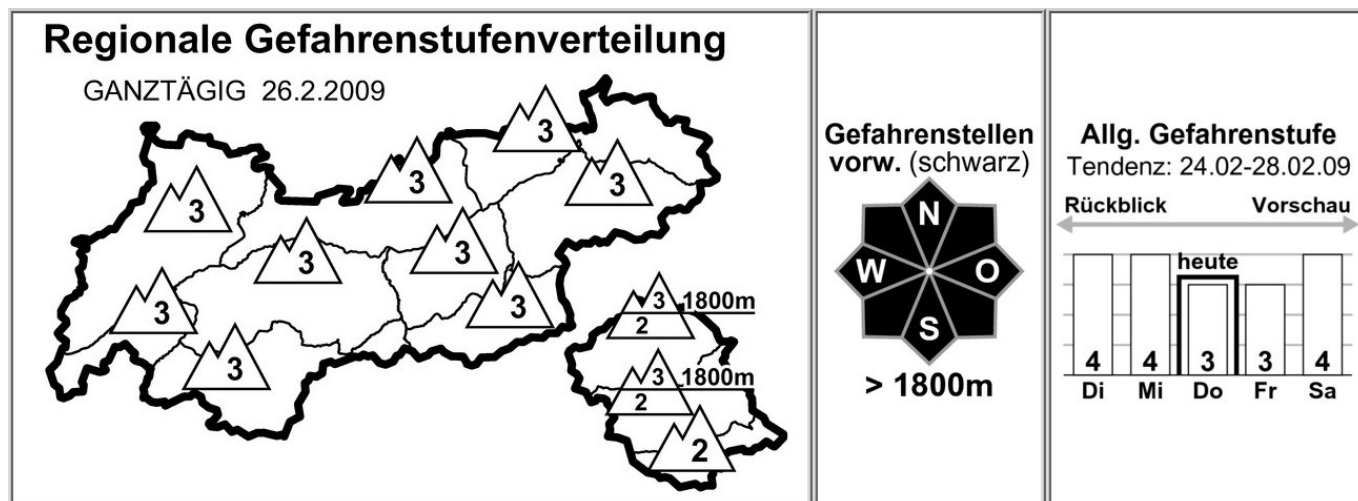 Regionale Gefahrenstufenverteilung
GANZTÄGIG 26.2.2009
3
3
3
3
3
3
3
3
3
3
3 1800m
2
3 1800m
2
2
Gefahrenstellen
vorw. (schwarz)
N
W O
S
> 1800m
Allg. Gefahrenstufe
Tendenz: 24.02-28.02.09
Rückblick Vorschau
heute
4 4 3 3 4
Di Mi Do Fr Sa